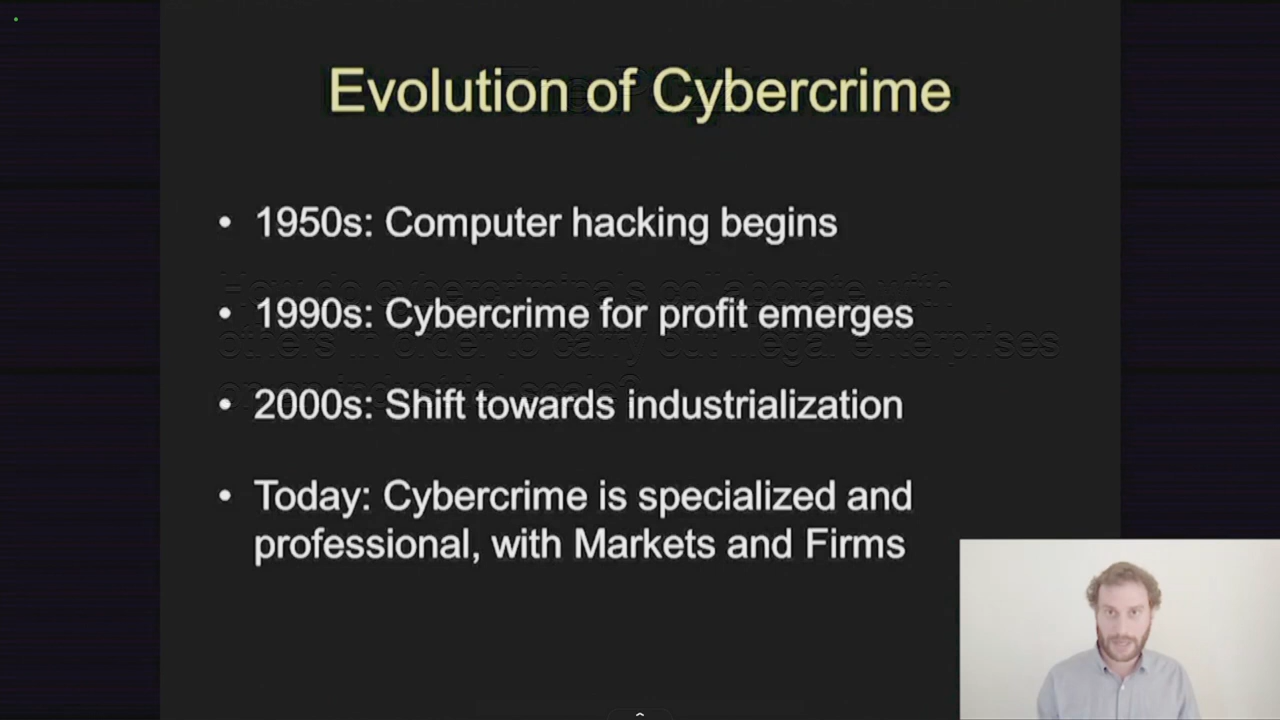 Evolution of Cybercrime
• 1950s: Computer hacking begins
• 1990s: Cybercrime for profit emerges
• 2000s: Shift towards industrialization
• Today: Cybercrime is specialized and
professional, with Markets and Firms